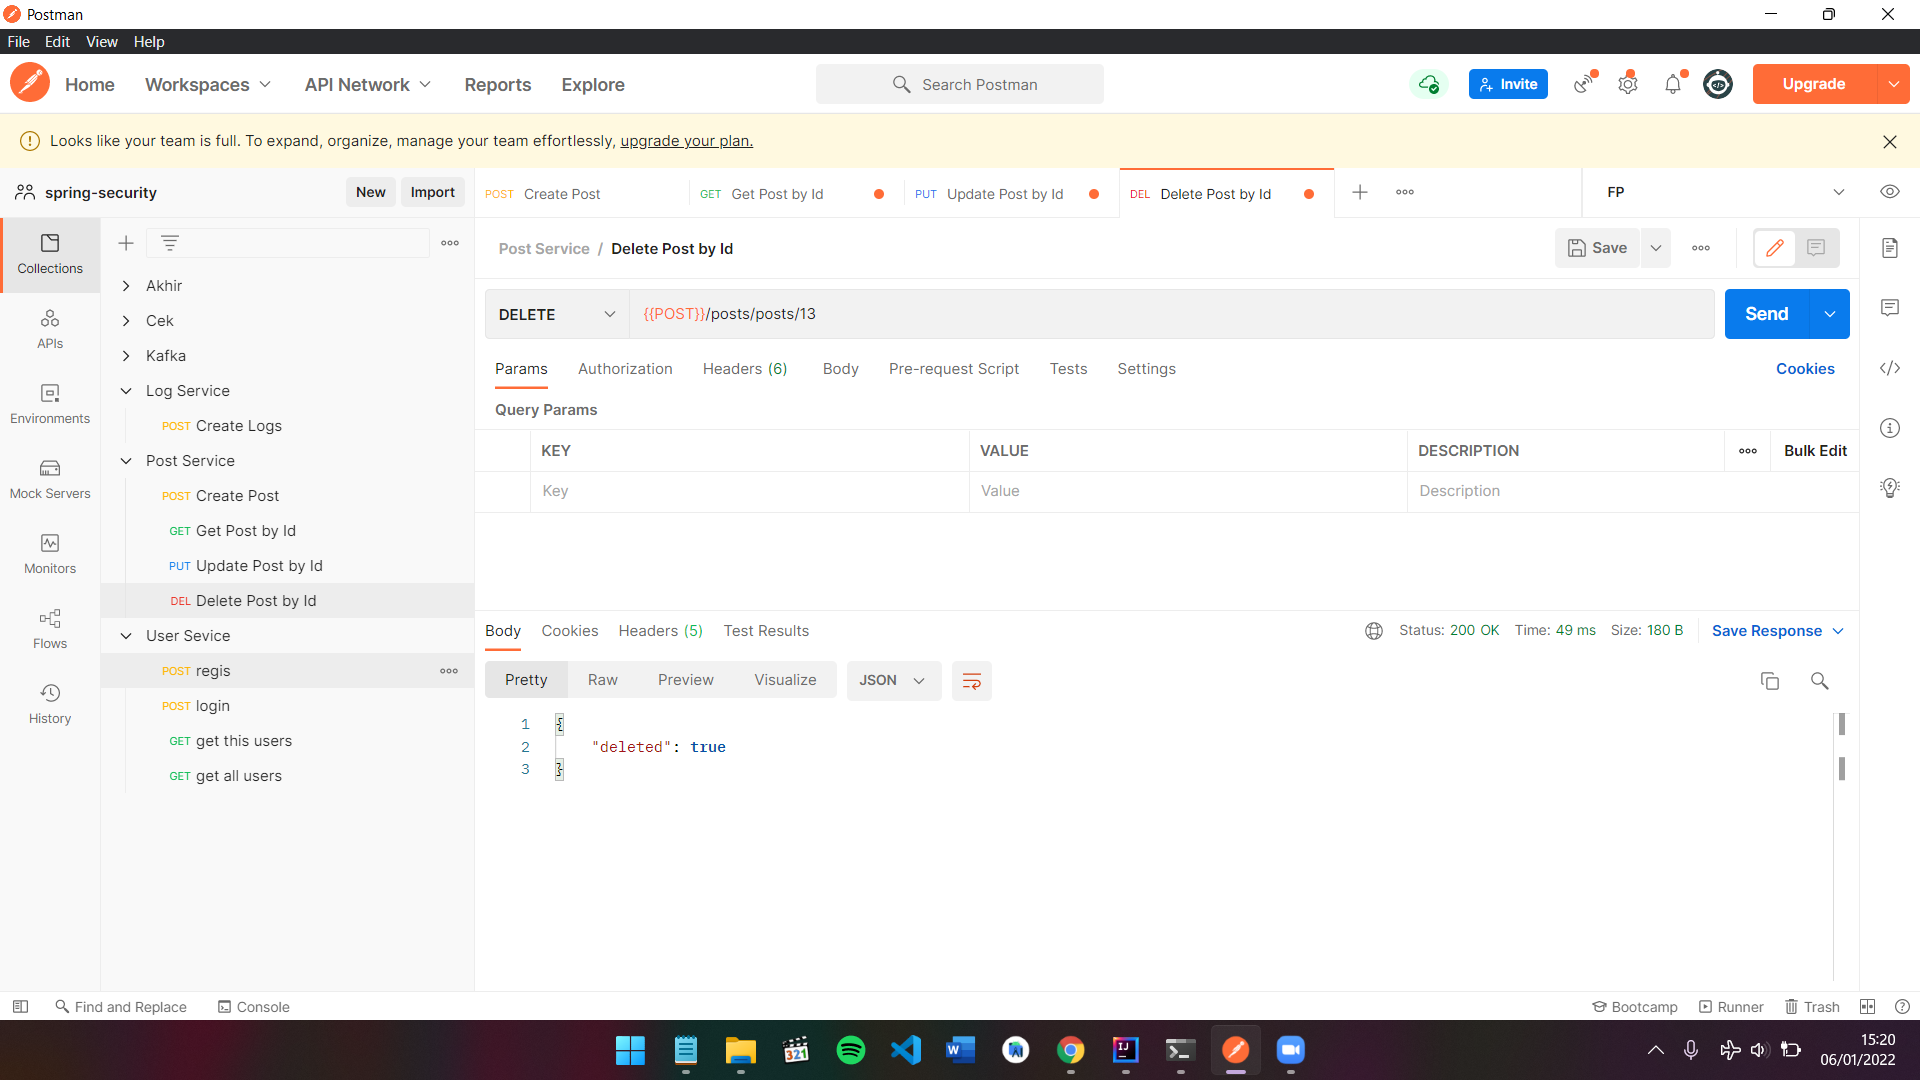 Postman
File Edit View Help
Home Workspaces API Network Reports Explore Search Postman Invite Upgrade
Looks like your team is full. To expand, organize, manage your team effortlessly, upgrade your plan.
spring-security New Import
POST Create Post GET Get Post by Id PUT Update Post by Id DEL Delete Post by Id FP
Collections
APIs
Environments
Mock Servers
Monitors
Flows
History
Akhir
Cek
Kafka
Log Service
POST Create Logs
Post Service
POST Create Post
GET Get Post by Id
PUT Update Post by Id
DEL Delete Post by Id
User Sevice
POST regis
POST login
GET get this users
GET get all users
Post Service / Delete Post by Id Save
DELETE {{POST}}/posts/posts/13 Send
Params Authorization Headers (6) Body Pre-request Script Tests Settings Cookies
Query Params
KEY VALUE DESCRIPTION Bulk Edit
Key Value Description
Body Cookies Headers (5) Test Results Status: 200 OK Time: 49 ms Size: 180 B Save Response
Pretty Raw Preview Visualize JSON
1 {
2 "deleted": true
3 }
Find and Replace Console Bootcamp Runner Trash
321
W
IJ
15:20
06/01/2022